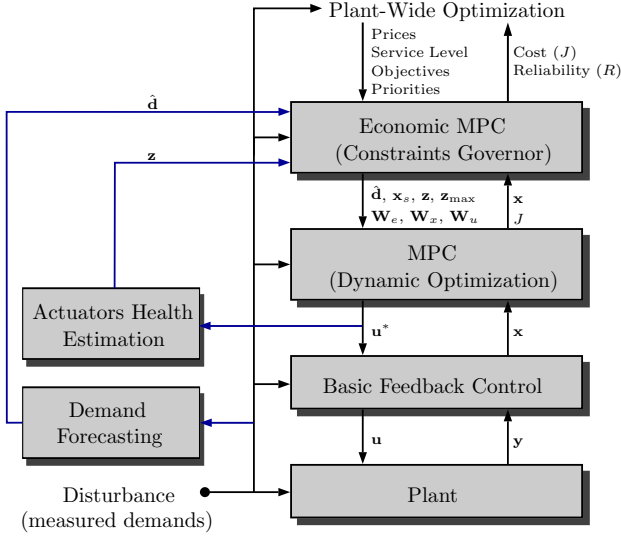 Plant-Wide Optimization
Prices
Service Level
Objectives
Priorities
Cost (J)
Reliability (R)
d̂
z
Economic MPC
(Constraints Governor)
d̂, xₛ, z, z_max
Wₑ, Wₓ, Wᵤ
x
J
MPC
(Dynamic Optimization)
Actuators Health
Estimation
u*
x
Basic Feedback Control
Demand
Forecasting
u
y
Disturbance
(measured demands)
Plant